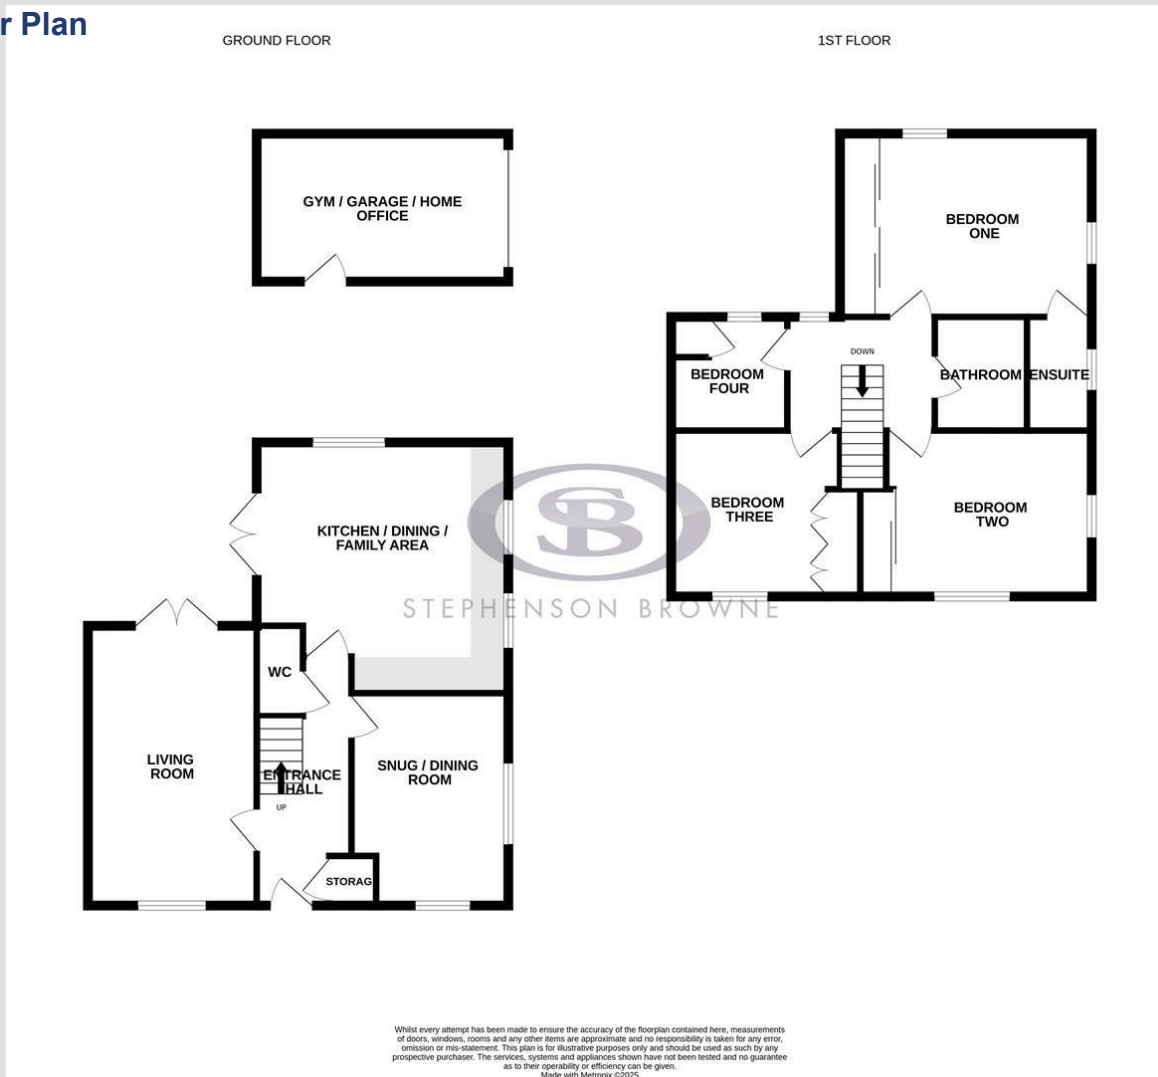 r Plan
GROUND FLOOR
1ST FLOOR
GYM / GARAGE / HOME
OFFICE
BEDROOM
ONE
DOWN
BEDROOM
FOUR
BATHROOM
ENSUITE
BEDROOM
THREE
BEDROOM
TWO
KITCHEN / DINING /
FAMILY AREA
SB
STEPHENSON BROWNE
WC
LIVING
ROOM
SNUG / DINING
ROOM
ENTRANCE
HALL
UP
STORAG
Whilst every attempt has been made to ensure the accuracy of the floorplan contained here, measurements
of doors, windows, rooms and any other items are approximate and no responsibility is taken for any error,
omission or mis-statement. This plan is for illustrative purposes only and should be used as such by any
prospective purchaser. The services, systems and appliances shown have not been tested and no guarantee
as to their operability or efficiency can be given.
Made with Metropix ©2025